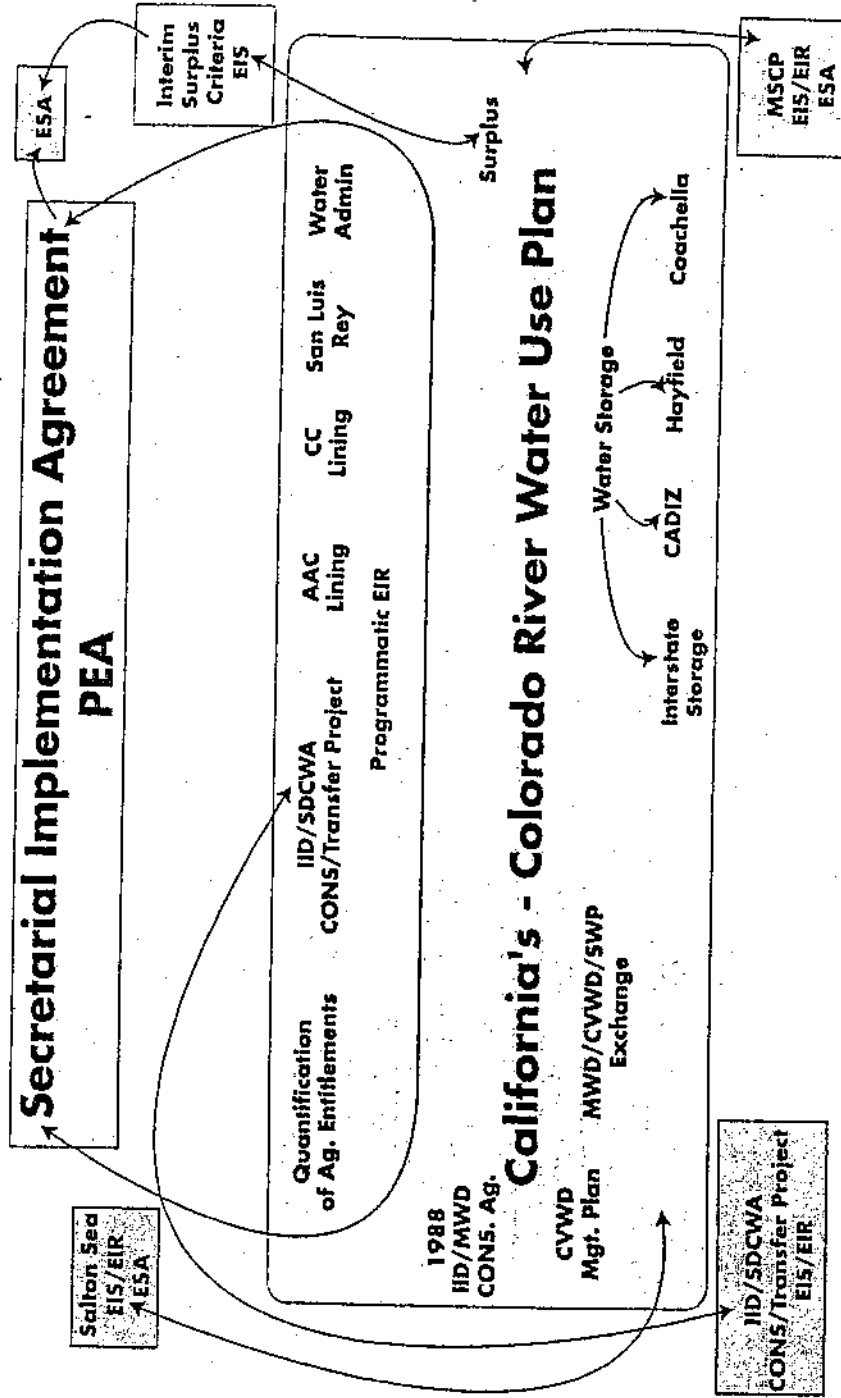 Secretarial Implementation Agreement
PEA
ESA
Interim
Surplus
Criteria
EIS
Salton Sea
EIS/EIR
ESA
Quantification
of Ag. Entitlements
IID/SDCWA
CONS/Transfer Project
AAC
Lining
CC
Lining
San Luis
Rey
Water
Admin
Programmatic EIR
Surplus
1988
IID/MWD
CONS. Ag.
California's - Colorado River Water Use Plan
CVWD
Mgt. Plan
MWD/CVWD/SWP
Exchange
Water Storage
Interstate
Storage
CADIZ
Hayfield
Coachella
IID/SDCWA
CONS/Transfer Project
EIS/EIR
MSCP
EIS/EIR
ESA